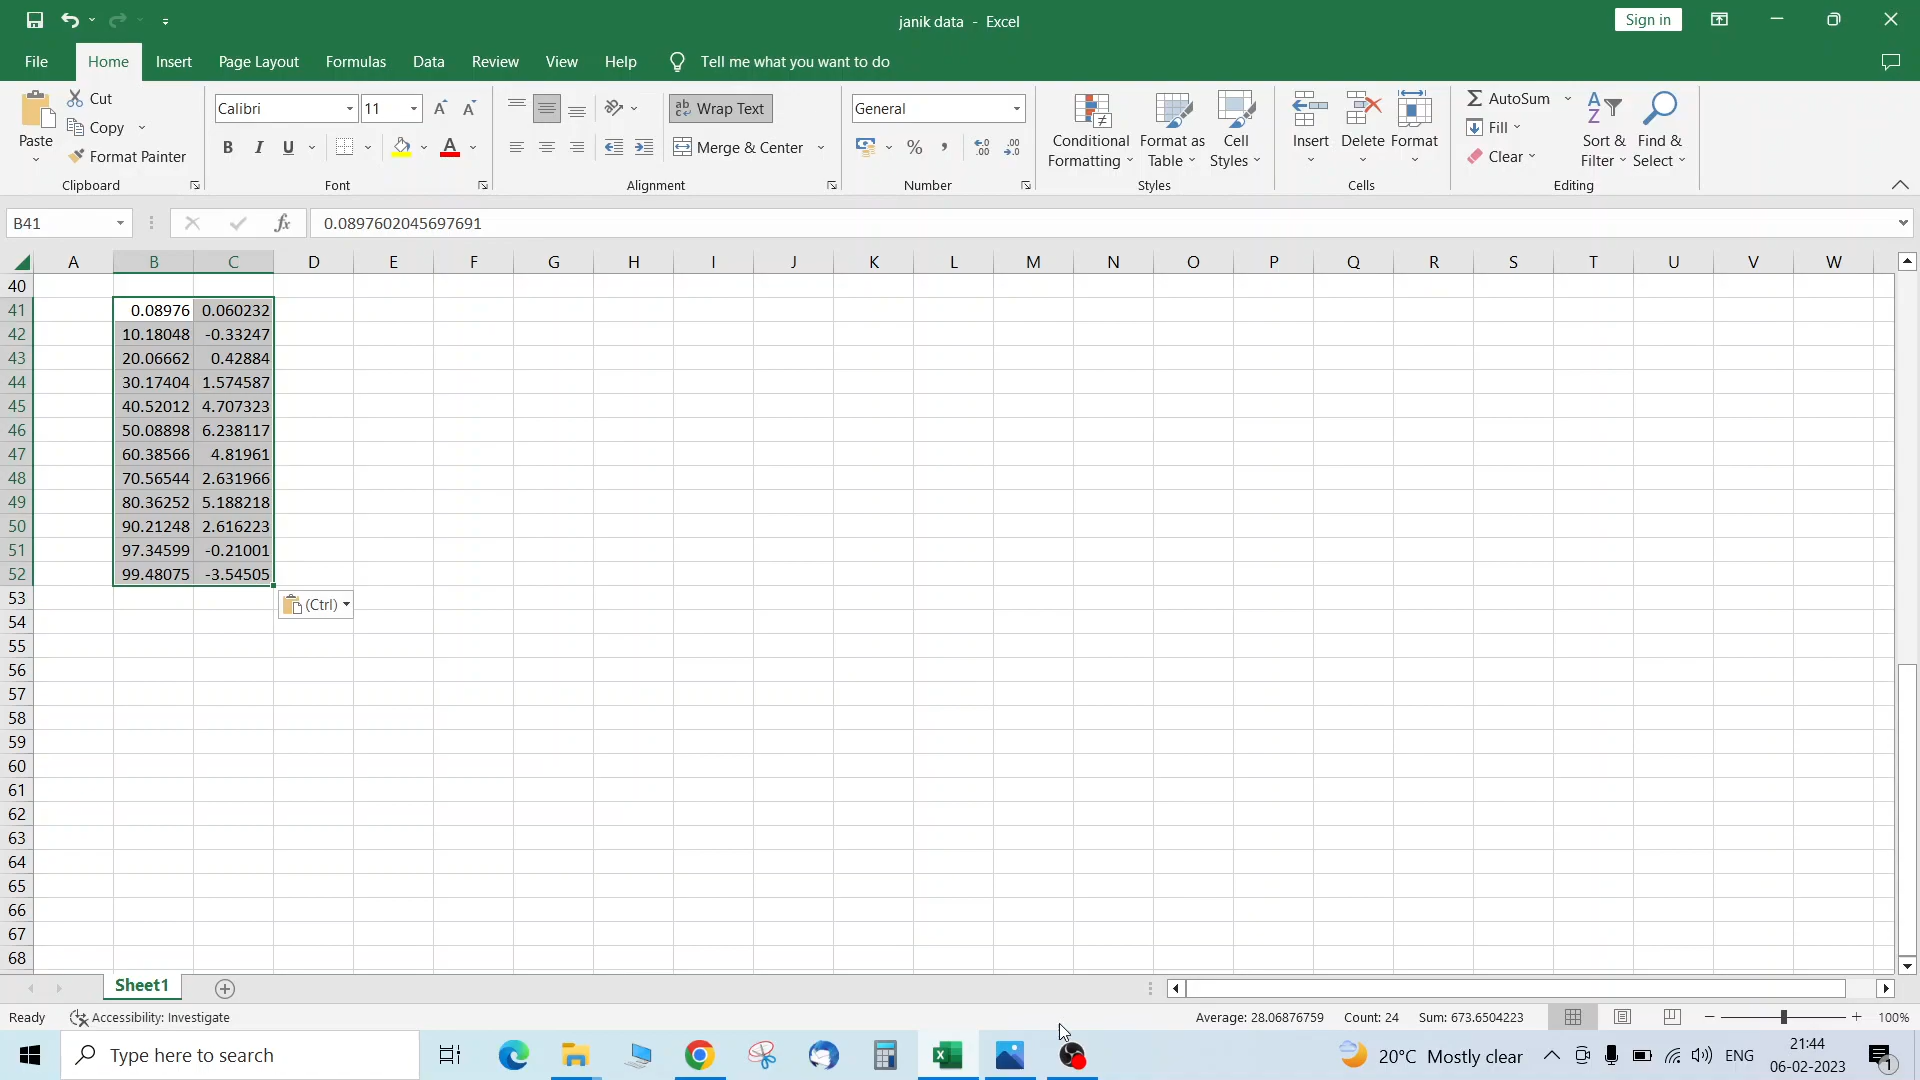 janik data - Excel
Sign in
File Home Insert Page Layout Formulas Data Review View Help Tell me what you want to do
Paste
Cut
Copy
Format Painter
Clipboard
Calibri 11
A A
B I U A
Font
ab Wrap Text
Merge & Center
Alignment
General
% ,
Number
Conditional Formatting
Format as Table
Cell Styles
Styles
Insert Delete Format
Cells
AutoSum
Fill
Clear
Sort & Filter
Find & Select
Editing
B41 fx 0.0897602045697691
A B C D E F G H I J K L M N O P Q R S T U V W
40
41 0.08976 0.060232
42 10.18048 -0.33247
43 20.06662 0.42884
44 30.17404 1.574587
45 40.52012 4.707323
46 50.08898 6.238117
47 60.38566 4.81961
48 70.56544 2.631966
49 80.36252 5.188218
50 90.21248 2.616223
51 97.34599 -0.21001
52 99.48075 -3.54505
53 (Ctrl)
54
55
56
57
58
59
60
61
62
63
64
65
66
67
68
Sheet1
Ready Accessibility: Investigate Average: 28.06876759 Count: 24 Sum: 673.6504223 100%
Type here to search 20°C Mostly clear ENG 21:44
06-02-2023 1